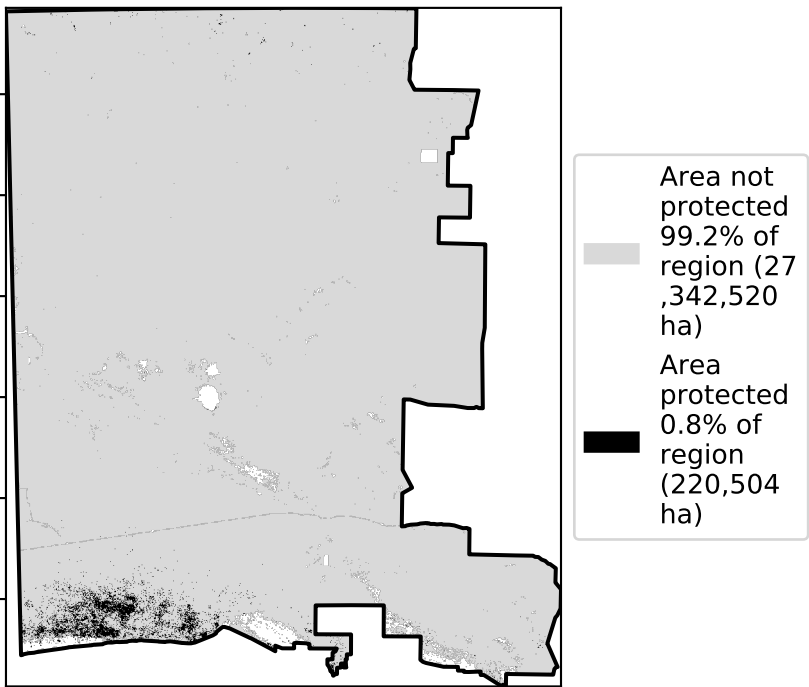 Area not
protected
99.2% of
region (27
,342,520
ha)
Area
protected
0.8% of
region
(220,504
ha)